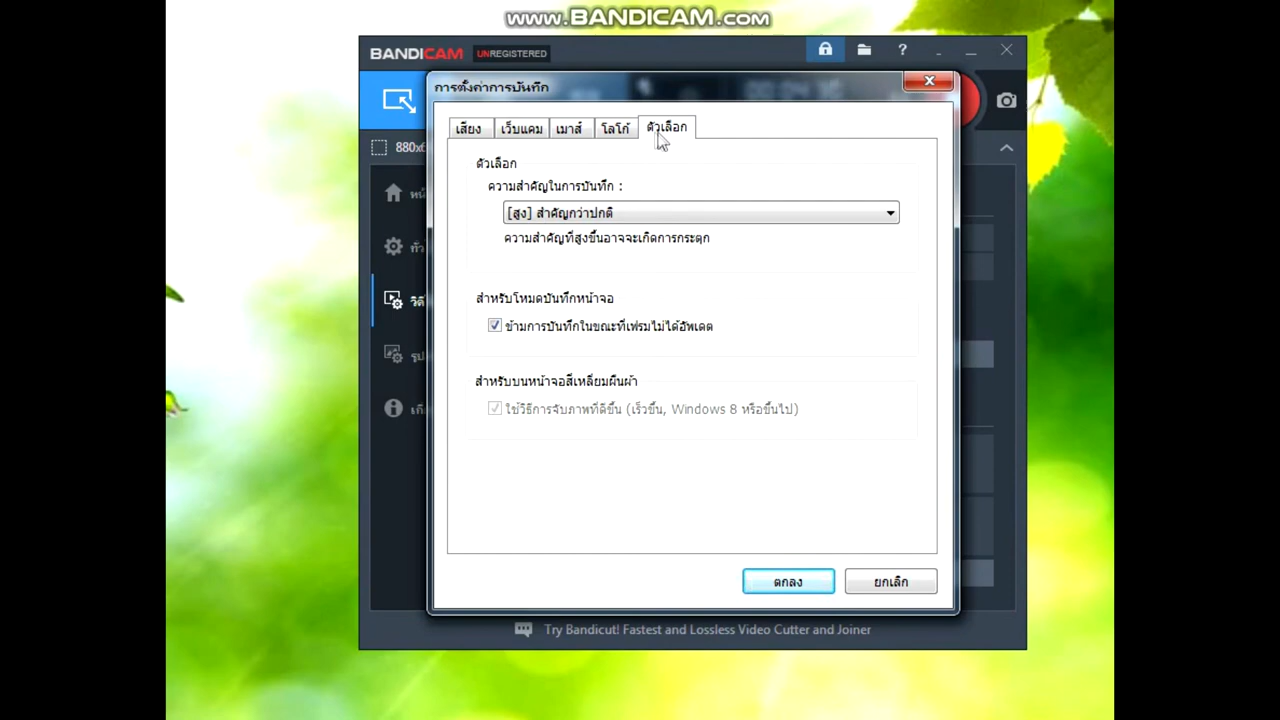 www.BANDICAM.com
BANDICAM UNREGISTERED
การตั้งค่าการบันทึก
เสียง เว็บแคม เมาส์ โลโก้ ตัวเลือก
ตัวเลือก
ความสำคัญในการบันทึก :
[สูง] สำคัญกว่าปกติ
ความสำคัญที่สูงขึ้นอาจจะเกิดการกระตุก
สำหรับโหมดบันทึกหน้าจอ
ข้ามการบันทึกในขณะที่เฟรมไม่ได้อัพเดต
สำหรับบนหน้าจอสี่เหลี่ยมผืนผ้า
ใช้วิธีการจับภาพที่ดีขึ้น (เร็วขึ้น, Windows 8 หรือขึ้นไป)
ตกลง ยกเลิก
Try Bandicut! Fastest and Lossless Video Cutter and Joiner